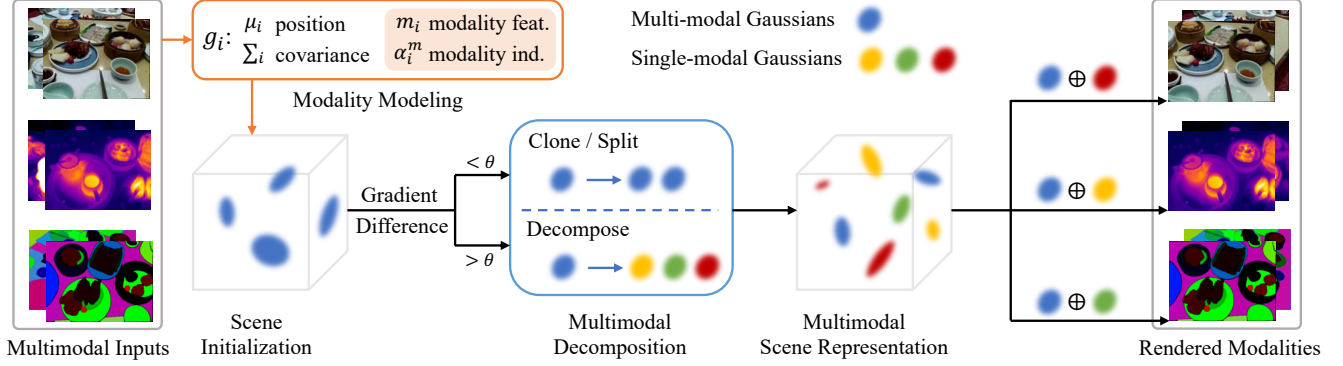 Multimodal Inputs
g_i: μ_i position
∑_i covariance
m_i modality feat.
α_i^m modality ind.
Modality Modeling
Multi-modal Gaussians
Single-modal Gaussians
Scene
Initialization
Gradient
Difference
< θ
> θ
Clone / Split
Decompose
Multimodal
Decomposition
Multimodal
Scene Representation
⊕
⊕
⊕
Rendered Modalities